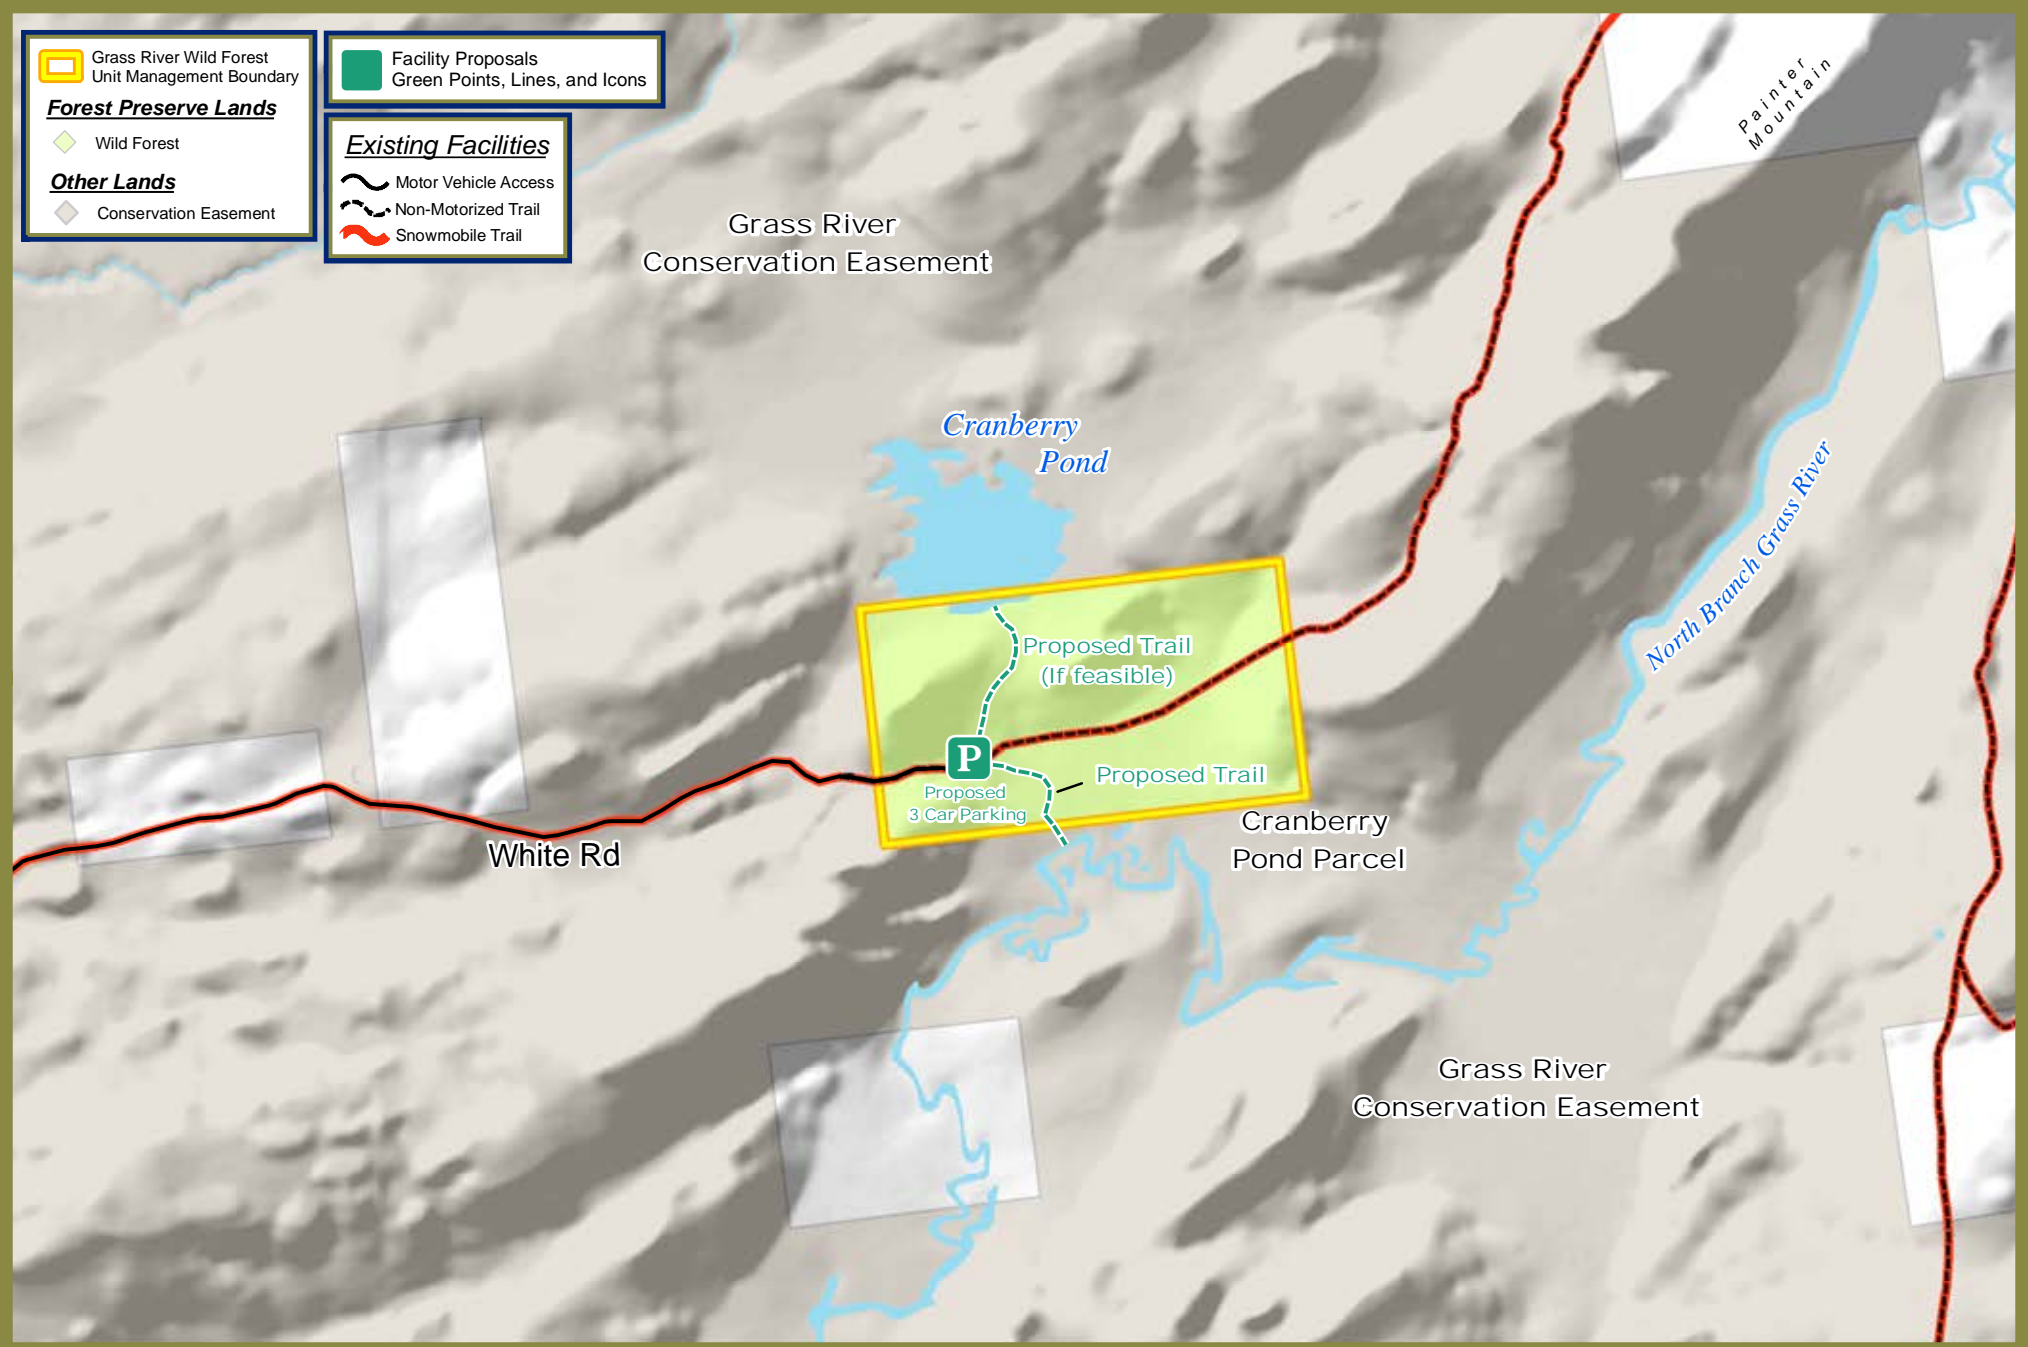 Grass River Wild Forest
Unit Management Boundary
Forest Preserve Lands
Wild Forest
Other Lands
Conservation Easement
Facility Proposals
Green Points, Lines, and Icons
Existing Facilities
Motor Vehicle Access
Non-Motorized Trail
Snowmobile Trail
Painter
Mountain
Grass River
Conservation Easement
Cranberry
Pond
North Branch Grass River
Proposed Trail
(If feasible)
P
Proposed
3 Car Parking
Proposed Trail
Cranberry
Pond Parcel
White Rd
Grass River
Conservation Easement